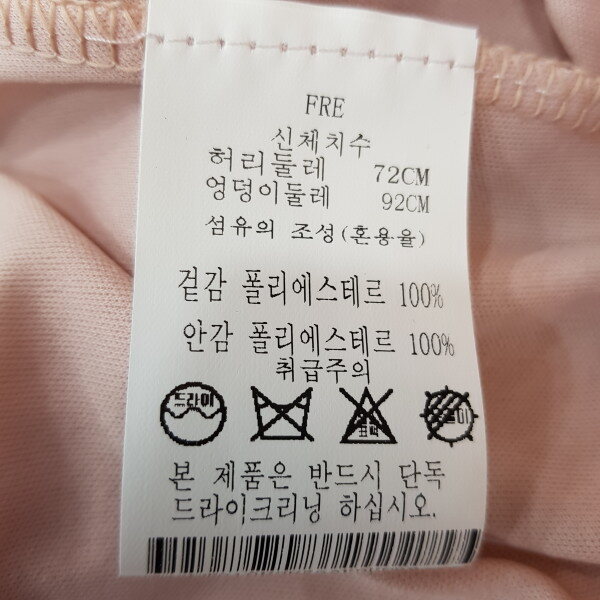 FRE
신체치수
허리둘레 72CM
엉덩이둘레 92CM
섬유의 조성(혼용율)
겉감 폴리에스테르 100%
안감 폴리에스테르 100%
취급주의
드라이
표백
본 제품은 반드시 단독
드라이크리닝 하십시오.